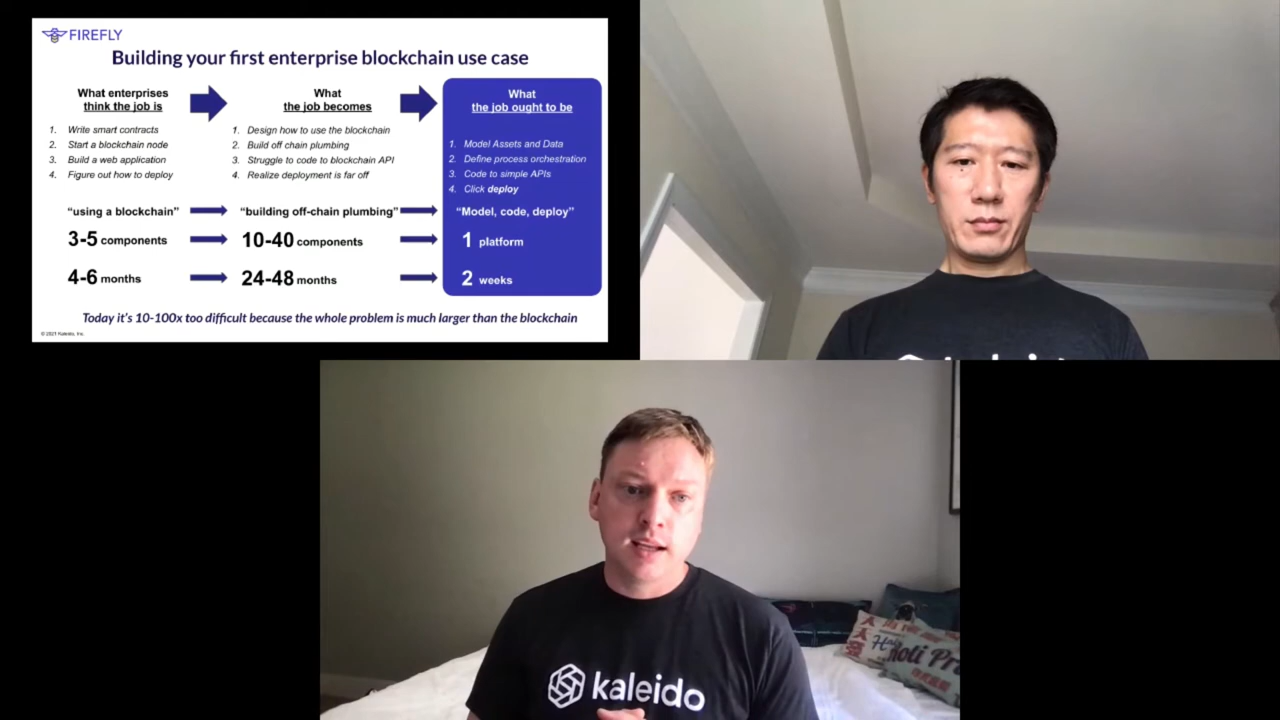 FIREFLY
Building your first enterprise blockchain use case
What enterprises
think the job is
1. Write smart contracts
2. Start a blockchain node
3. Build a web application
4. Figure out how to deploy
"using a blockchain"
3-5 components
4-6 months
What
the job becomes
1. Design how to use the blockchain
2. Build off chain plumbing
3. Struggle to code to blockchain API
4. Realize deployment is far off
"building off-chain plumbing"
10-40 components
24-48 months
What
the job ought to be
1. Model Assets and Data
2. Define process orchestration
3. Code to simple APIs
4. Click deploy
"Model, code, deploy"
1 platform
2 weeks
Today it's 10-100x too difficult because the whole problem is much larger than the blockchain
© 2021 Kaleido, Inc.
kaleido